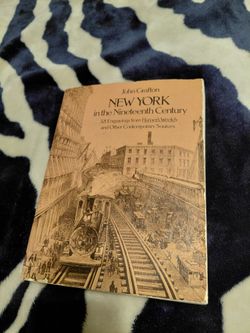 John Grafton
NEW YORK
in the Nineteenth Century
321 Engravings from Harper's Weekly
and Other Contemporary Sources